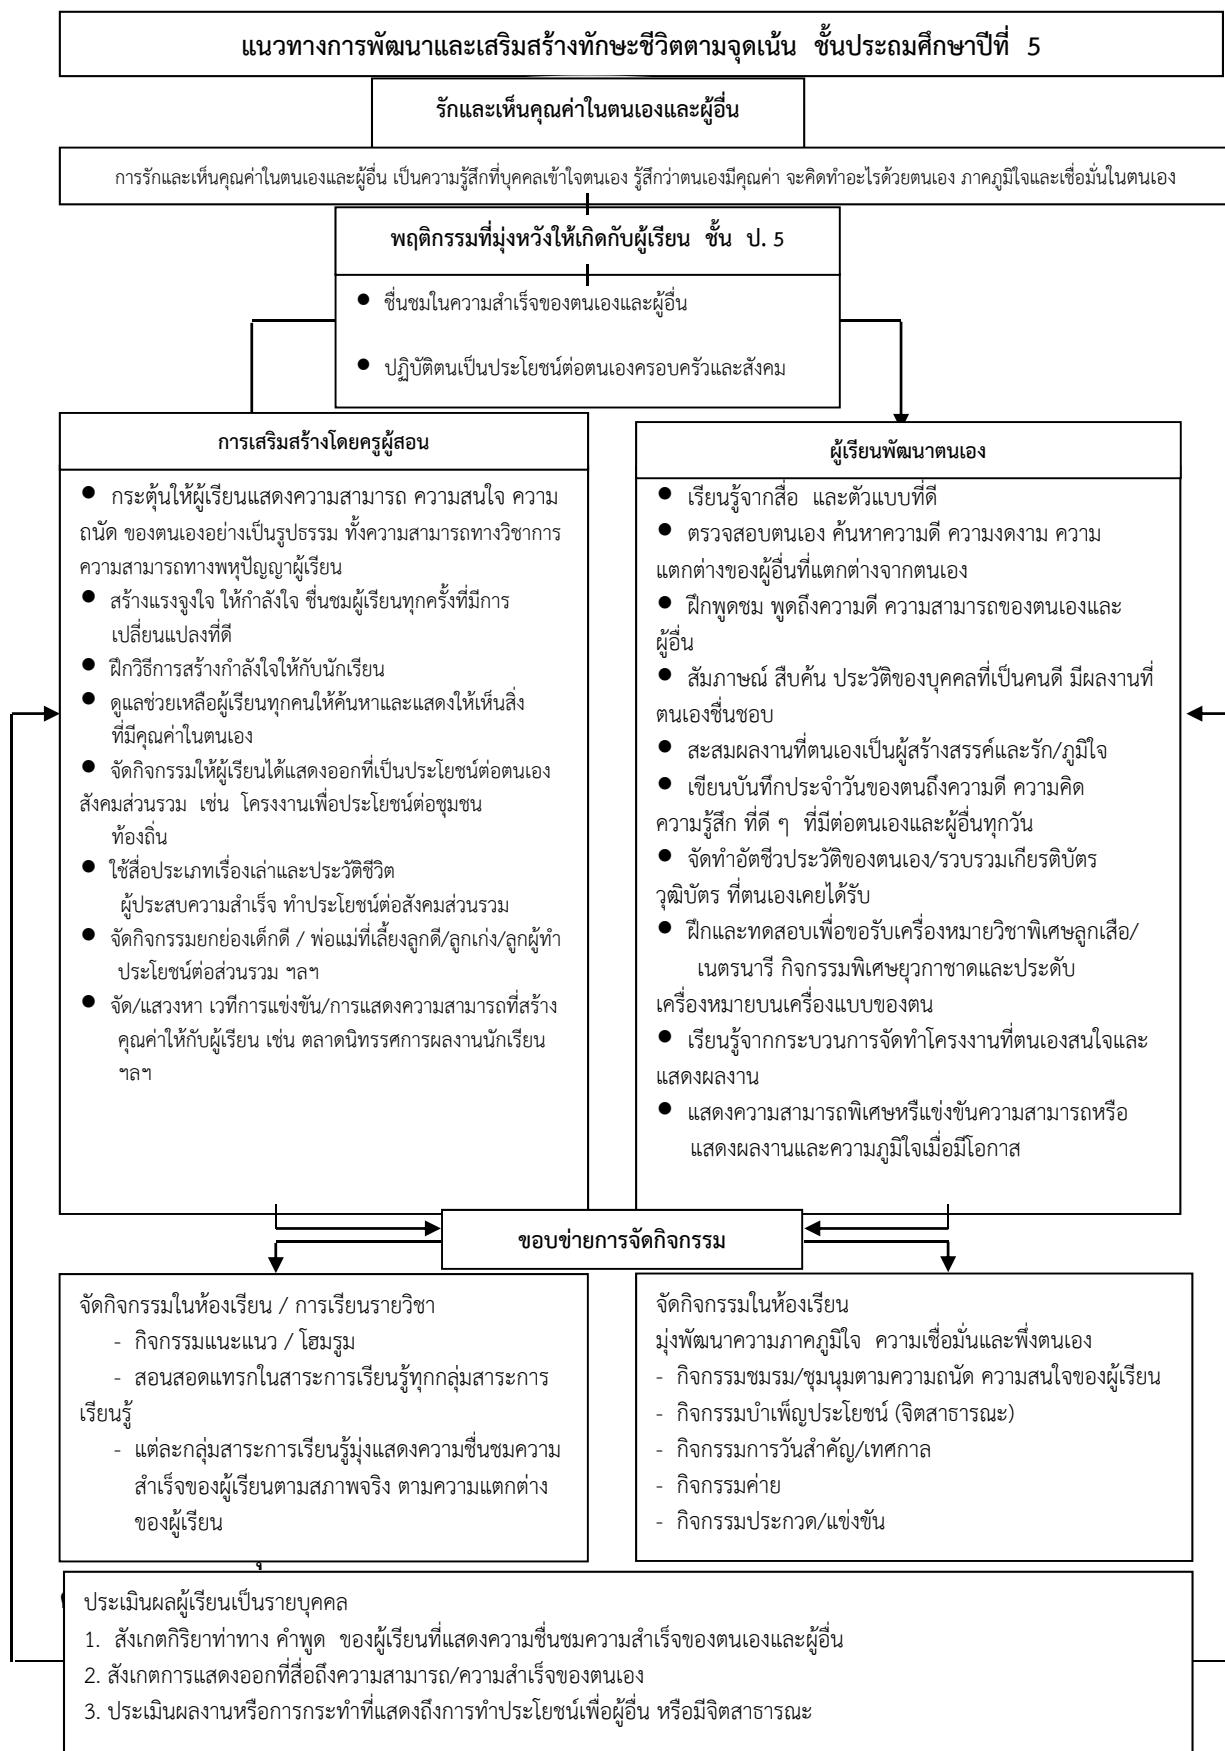 แนวทางการพัฒนาและเสริมสร้างทักษะชีวิตตามจุดเน้น ชั้นประถมศึกษาปีที่ 5
รักและเห็นคุณค่าในตนเองและผู้อื่น
การรักและเห็นคุณค่าในตนเองและผู้อื่น เป็นความรู้สึกที่บุคคลเข้าใจตนเอง รู้สึกว่าตนเองมีคุณค่า จะคิดทำอะไรด้วยตนเอง ภาคภูมิใจและเชื่อมั่นในตนเอง
พฤติกรรมที่มุ่งหวังให้เกิดกับผู้เรียน ชั้น ป. 5
● ชื่นชมในความสำเร็จของตนเองและผู้อื่น
● ปฏิบัติตนเป็นประโยชน์ต่อตนเองครอบครัวและสังคม
การเสริมสร้างโดยครูผู้สอน
● กระตุ้นให้ผู้เรียนแสดงความสามารถ ความสนใจ ความ
ถนัด ของตนเองอย่างเป็นรูปธรรม ทั้งความสามารถทางวิชาการ
ความสามารถทางพหุปัญญาผู้เรียน
● สร้างแรงจูงใจ ให้กำลังใจ ชื่นชมผู้เรียนทุกครั้งที่มีการ
เปลี่ยนแปลงที่ดี
● ฝึกวิธีการสร้างกำลังใจให้กับนักเรียน
● ดูแลช่วยเหลือผู้เรียนทุกคนให้ค้นหาและแสดงให้เห็นสิ่ง
ที่มีคุณค่าในตนเอง
● จัดกิจกรรมให้ผู้เรียนได้แสดงออกที่เป็นประโยชน์ต่อตนเอง
สังคมส่วนรวม เช่น โครงงานเพื่อประโยชน์ต่อชุมชน
ท้องถิ่น
● ใช้สื่อประเภทเรื่องเล่าและประวัติชีวิต
ผู้ประสบความสำเร็จ ทำประโยชน์ต่อสังคมส่วนรวม
● จัดกิจกรรมยกย่องเด็กดี / พ่อแม่ที่เลี้ยงลูกดี/ลูกเก่ง/ลูกผู้ทำ
ประโยชน์ต่อส่วนรวม ฯลฯ
● จัด/แสวงหา เวทีการแข่งขัน/การแสดงความสามารถที่สร้าง
คุณค่าให้กับผู้เรียน เช่น ตลาดนิทรรศการผลงานนักเรียน
ฯลฯ
ผู้เรียนพัฒนาตนเอง
● เรียนรู้จากสื่อ และตัวแบบที่ดี
● ตรวจสอบตนเอง ค้นหาความดี ความงดงาม ความ
แตกต่างของผู้อื่นที่แตกต่างจากตนเอง
● ฝึกพูดชม พูดถึงความดี ความสามารถของตนเองและ
ผู้อื่น
● สัมภาษณ์ สืบค้น ประวัติของบุคคลที่เป็นคนดี มีผลงานที่
ตนเองชื่นชอบ
● สะสมผลงานที่ตนเองเป็นผู้สร้างสรรค์และรัก/ภูมิใจ
● เขียนบันทึกประจำวันของตนถึงความดี ความคิด
ความรู้สึก ที่ดี ๆ ที่มีต่อตนเองและผู้อื่นทุกวัน
● จัดทำอัตชีวประวัติของตนเอง/รวบรวมเกียรติบัตร
วุฒิบัตร ที่ตนเองเคยได้รับ
● ฝึกและทดสอบเพื่อขอรับเครื่องหมายวิชาพิเศษลูกเสือ/
เนตรนารี กิจกรรมพิเศษยุวกาชาดและประดับ
เครื่องหมายบนเครื่องแบบของตน
● เรียนรู้จากกระบวนการจัดทำโครงงานที่ตนเองสนใจและ
แสดงผลงาน
● แสดงความสามารถพิเศษหรืแข่งขันความสามารถหรือ
แสดงผลงานและความภูมิใจเมื่อมีโอกาส
ขอบข่ายการจัดกิจกรรม
จัดกิจกรรมในห้องเรียน / การเรียนรายวิชา
- กิจกรรมแนะแนว / โฮมรูม
- สอนสอดแทรกในสาระการเรียนรู้ทุกกลุ่มสาระการ
เรียนรู้
- แต่ละกลุ่มสาระการเรียนรู้มุ่งแสดงความชื่นชมความ
สำเร็จของผู้เรียนตามสภาพจริง ตามความแตกต่าง
ของผู้เรียน
จัดกิจกรรมในห้องเรียน
มุ่งพัฒนาความภาคภูมิใจ ความเชื่อมั่นและพึ่งตนเอง
- กิจกรรมชมรม/ชุมนุมตามความถนัด ความสนใจของผู้เรียน
- กิจกรรมบำเพ็ญประโยชน์ (จิตสาธารณะ)
- กิจกรรมการวันสำคัญ/เทศกาล
- กิจกรรมค่าย
- กิจกรรมประกวด/แข่งขัน
ประเมินผลผู้เรียนเป็นรายบุคคล
1. สังเกตกิริยาท่าทาง คำพูด ของผู้เรียนที่แสดงความชื่นชมความสำเร็จของตนเองและผู้อื่น
2. สังเกตการแสดงออกที่สื่อถึงความสามารถ/ความสำเร็จของตนเอง
3. ประเมินผลงานหรือการกระทำที่แสดงถึงการทำประโยชน์เพื่อผู้อื่น หรือมีจิตสาธารณะ